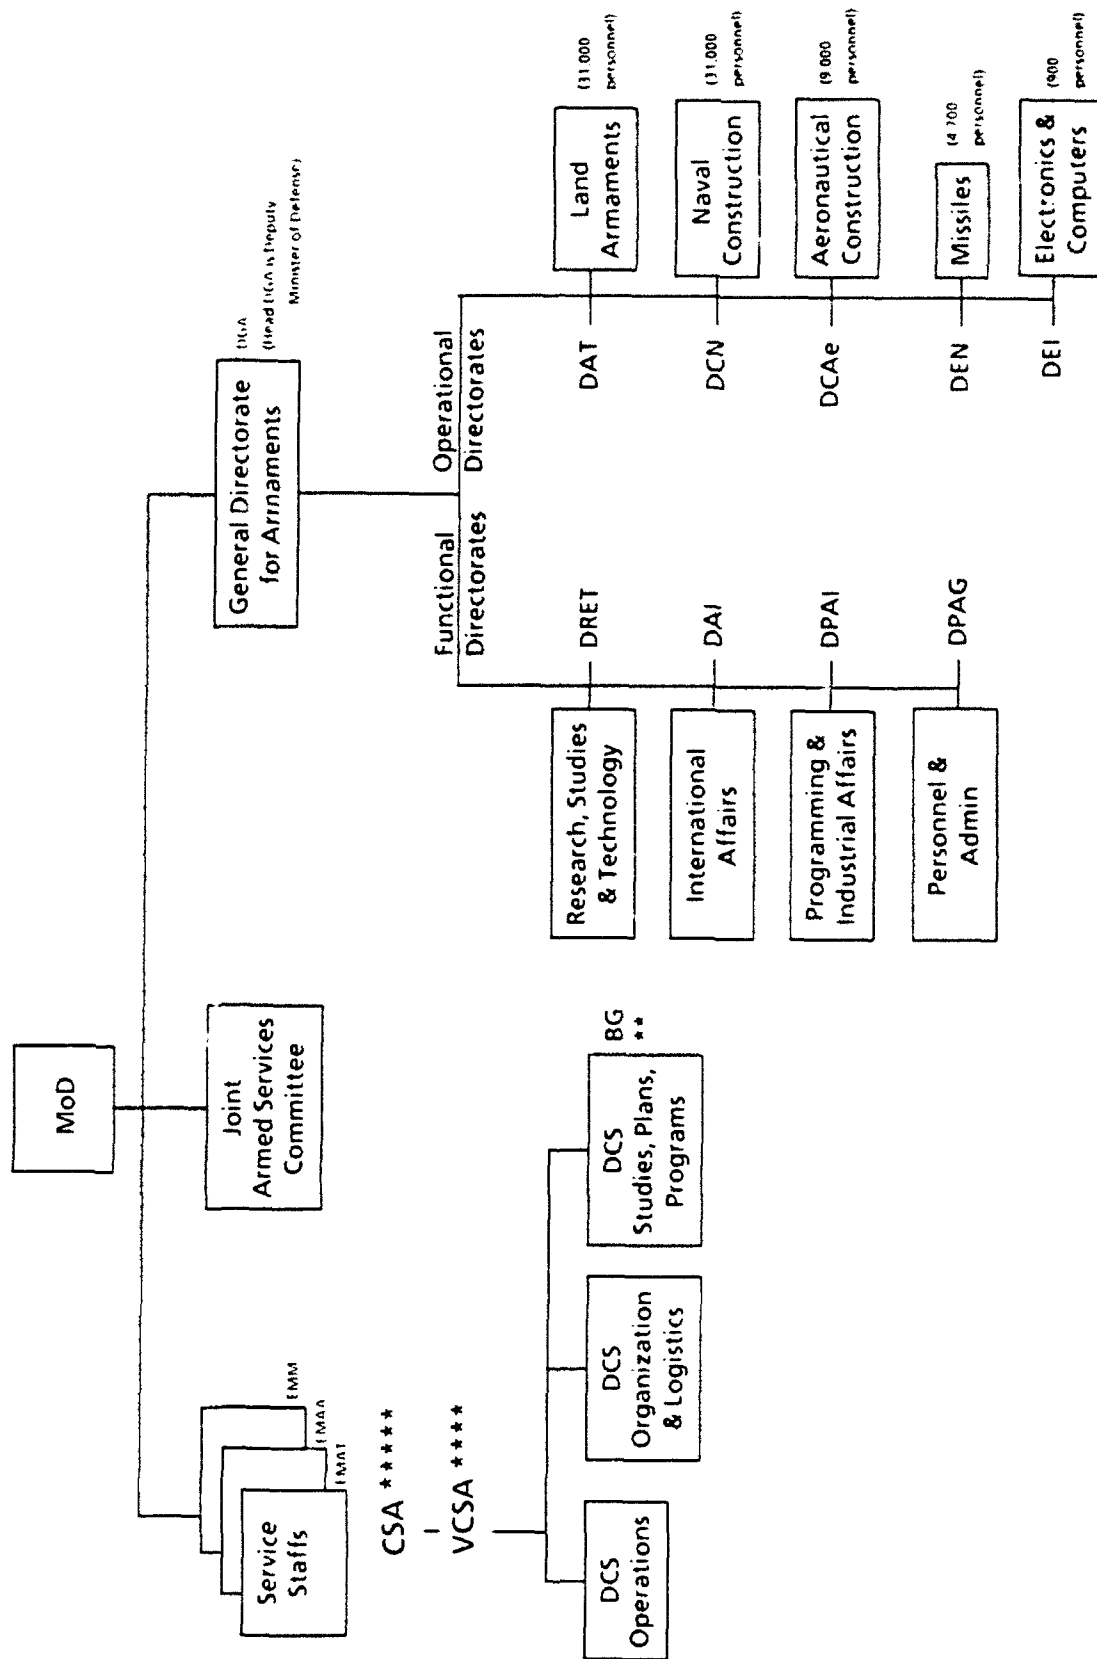 MoD
Service
Staffs
EMAT
EMAA
EMM
Joint
Armed Services
Committee
General Directorate
for Armaments
DGA
(Head DGA is Deputy
Minister of Defense)
CSA *****
VCSA ****
DCS
Operations
DCS
Organization
& Logistics
DCS
Studies, Plans,
Programs
BG
**
Functional
Directorates
Operational
Directorates
Research, Studies
& Technology
DRET
International
Affairs
DAI
Programming &
Industrial Affairs
DPAI
Personnel &
Admin
DPAG
DAT
Land
Armaments
(31.000
personnel)
DCN
Naval
Construction
(31.000
personnel)
DCAe
Aeronautical
Construction
(9.000
personnel)
DEN
Missiles
(4.700
personnel)
DEI
Electronics &
Computers
(900
personnel)